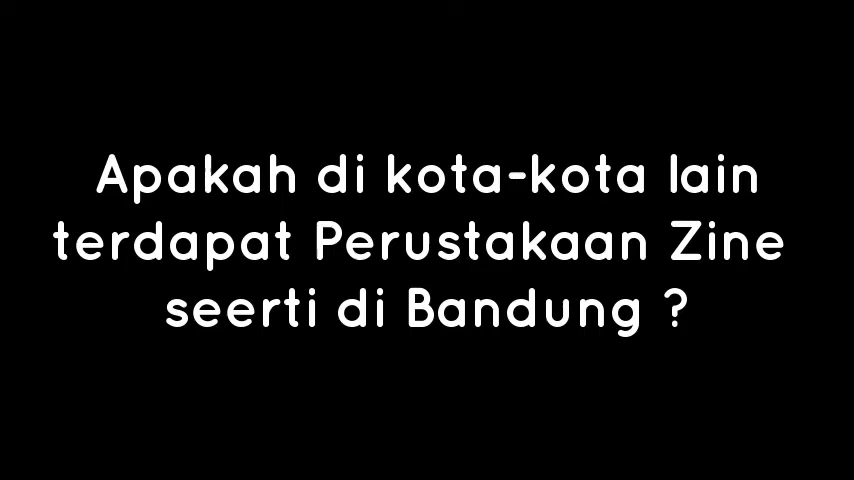 Apakah di kota-kota lain
terdapat Perustakaan Zine
seerti di Bandung ?